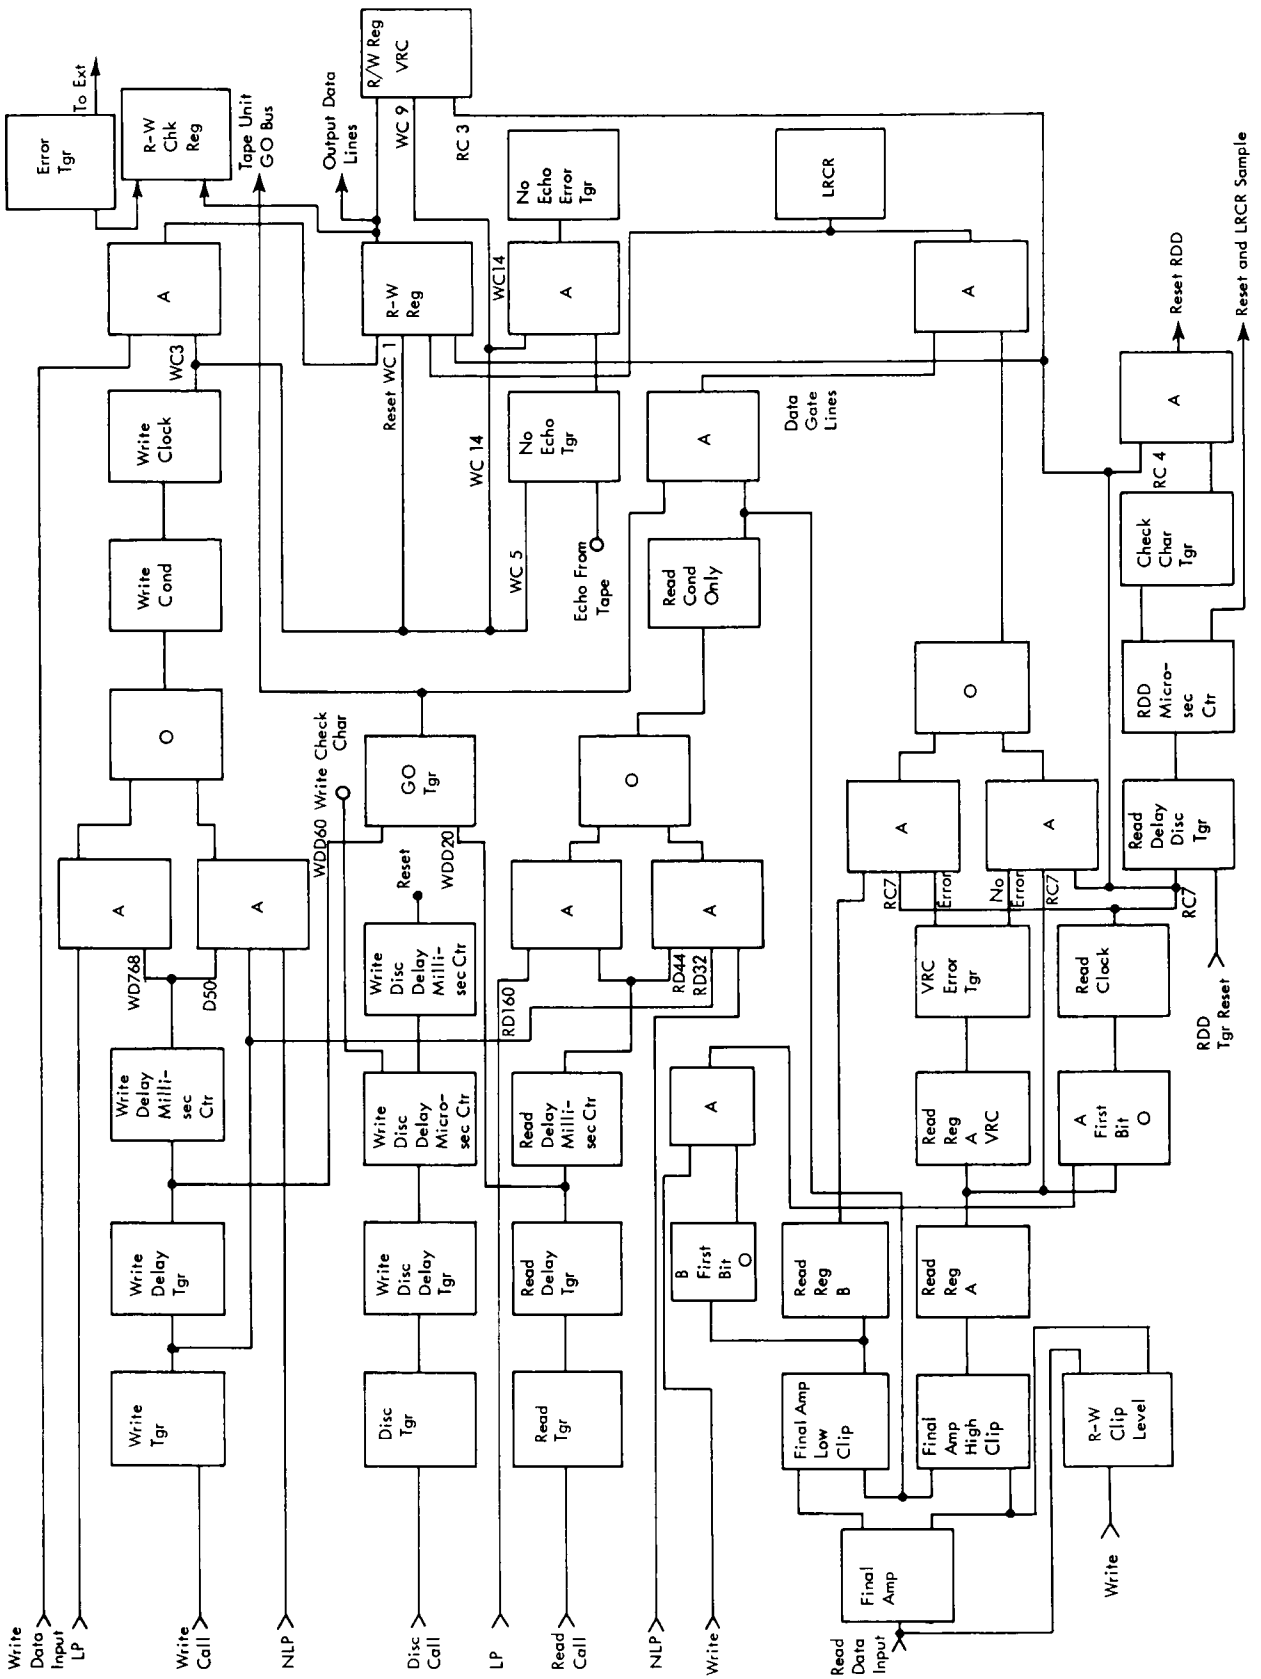 Write
Data
Input
LP
Write
Call
NLP
Disc
Call
LP
Read
Call
NLP
Write
Read
Data
Input
Write
Write
Tgr
Write
Delay
Tgr
Write
Delay
Milli-
sec
Ctr
WD768
D50
A
A
O
Write
Cond
Write
Clock
WC3
A
Error
Tgr
To Ext
R-W
Chk
Reg
Tape Unit
GO Bus
Disc
Tgr
Write
Disc
Delay
Tgr
Write
Disc
Delay
Micro-
sec Ctr
Write
Disc
Delay
Milli-
sec Ctr
Reset
WDD60
Write Check
Char
WDD20
GO
Tgr
Reset WC 1
R-W
Reg
Output Data
Lines
R/W Reg
VRC
WC 9
RC 3
WC 14
WC 5
WC14
Echo From
Tape
No
Echo
Tgr
A
No
Echo
Error
Tgr
Read
Tgr
Read
Delay
Tgr
Read
Delay
Milli-
sec Ctr
RD160
RD44
RD32
A
A
O
Read
Cond
Only
A
Data
Gate
Lines
LRCR
A
B
First
Bit
O
A
Final
Amp
Final Amp
Low
Clip
Final
Amp
High
Clip
R-W
Clip
Level
Read
Reg
B
Read
Reg
A
Read
Reg
A
VRC
A
First
Bit
O
VRC
Error
Tgr
Read
Clock
RC7
Error
No
Error
RC7
RC7
A
A
O
RDD
Tgr Reset
Read
Delay
Disc
Tgr
RDD
Micro-
sec
Ctr
Check
Char
Tgr
RC 4
A
Reset RDD
Reset and LRCR Sample